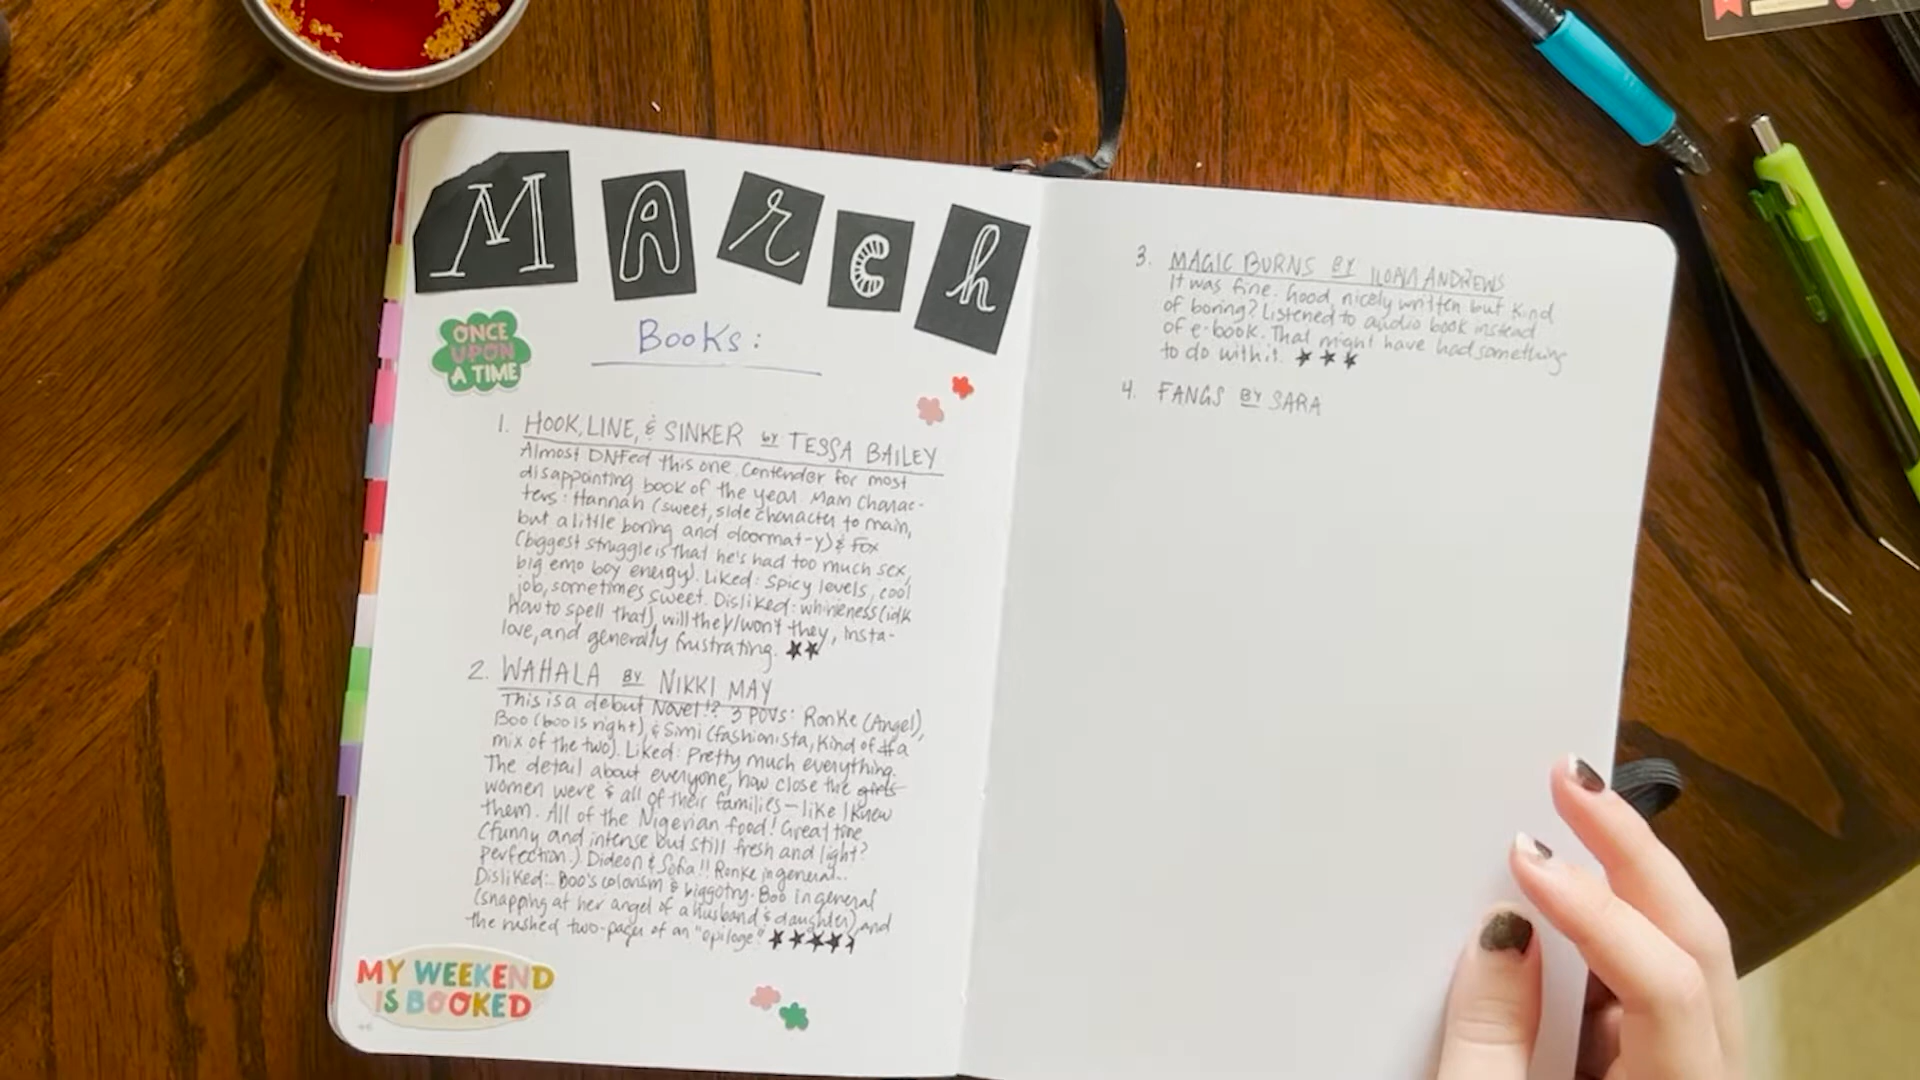 MArch
ONCE
UPON
A TIME
Books:
1. HOOK, LINE, & SINKER by TESSA BAILEY
Almost DNFed this one. Contender for most
disappointing book of the year. Main charac-
ters: Hannah (sweet, side character to main,
but a little boring and doormat-y) & Fox
(biggest struggle is that he's had too much sex,
big emo boy energy). Liked: Spicy levels, cool
job, sometimes sweet. Disliked: whineness (idk
how to spell that), will they/won't they, insta-
love, and generally frustrating. ★★
2. WAHALA BY NIKKI MAY
This is a debut Novel!? 3 POVs: Ronke (Angel),
Boo (boo is right), & Simi (fashionista, kind of a
mix of the two). Liked: Pretty much everything.
The detail about everyone, how close the girls
women were & all of their families - like I knew
them. All of the Nigerian food! Great tone
(funny and intense but still fresh and light?
Perfection.) Dideon & Sofia!! Ronke in general..
Disliked: Boo's colorism & biggotry. Boo in general
(snapping at her angel of a husband & daughter), and
the rushed two-pages of an "epiloge" ★★★★
MY WEEKEND
IS BOOKED
3. MAGIC BURNS BY ILONA ANDREWS
It was fine. Good, nicely written but kind
of boring? Listened to audio book instead
of e-book. That might have had something
to do with it. ★★★
4. FANGS BY SARA